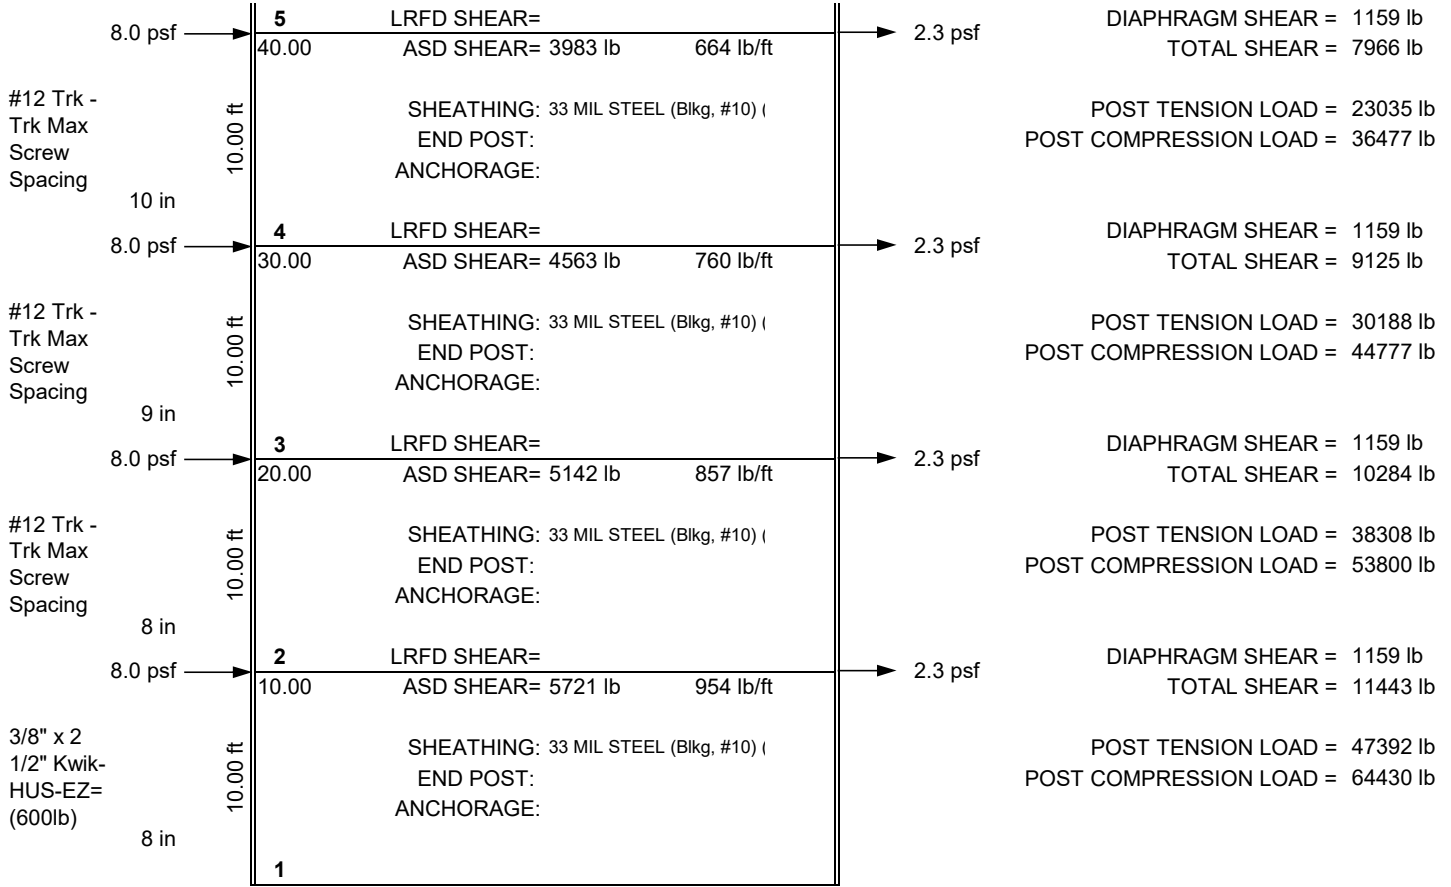 5 LRFD SHEAR= DIAPHRAGM SHEAR = 1159 lb
8.0 psf 2.3 psf
40.00 ASD SHEAR= 3983 lb 664 lb/ft TOTAL SHEAR = 7966 lb
#12 Trk -
Trk Max
Screw
Spacing
10 in
10.00 ft
SHEATHING: 33 MIL STEEL (Blkg, #10) ( POST TENSION LOAD = 23035 lb
END POST: POST COMPRESSION LOAD = 36477 lb
ANCHORAGE:
4 LRFD SHEAR= DIAPHRAGM SHEAR = 1159 lb
8.0 psf 2.3 psf
30.00 ASD SHEAR= 4563 lb 760 lb/ft TOTAL SHEAR = 9125 lb
#12 Trk -
Trk Max
Screw
Spacing
9 in
10.00 ft
SHEATHING: 33 MIL STEEL (Blkg, #10) ( POST TENSION LOAD = 30188 lb
END POST: POST COMPRESSION LOAD = 44777 lb
ANCHORAGE:
3 LRFD SHEAR= DIAPHRAGM SHEAR = 1159 lb
8.0 psf 2.3 psf
20.00 ASD SHEAR= 5142 lb 857 lb/ft TOTAL SHEAR = 10284 lb
#12 Trk -
Trk Max
Screw
Spacing
8 in
10.00 ft
SHEATHING: 33 MIL STEEL (Blkg, #10) ( POST TENSION LOAD = 38308 lb
END POST: POST COMPRESSION LOAD = 53800 lb
ANCHORAGE:
2 LRFD SHEAR= DIAPHRAGM SHEAR = 1159 lb
8.0 psf 2.3 psf
10.00 ASD SHEAR= 5721 lb 954 lb/ft TOTAL SHEAR = 11443 lb
3/8" x 2
1/2" Kwik-
HUS-EZ=
(600lb)
8 in
10.00 ft
SHEATHING: 33 MIL STEEL (Blkg, #10) ( POST TENSION LOAD = 47392 lb
END POST: POST COMPRESSION LOAD = 64430 lb
ANCHORAGE:
1